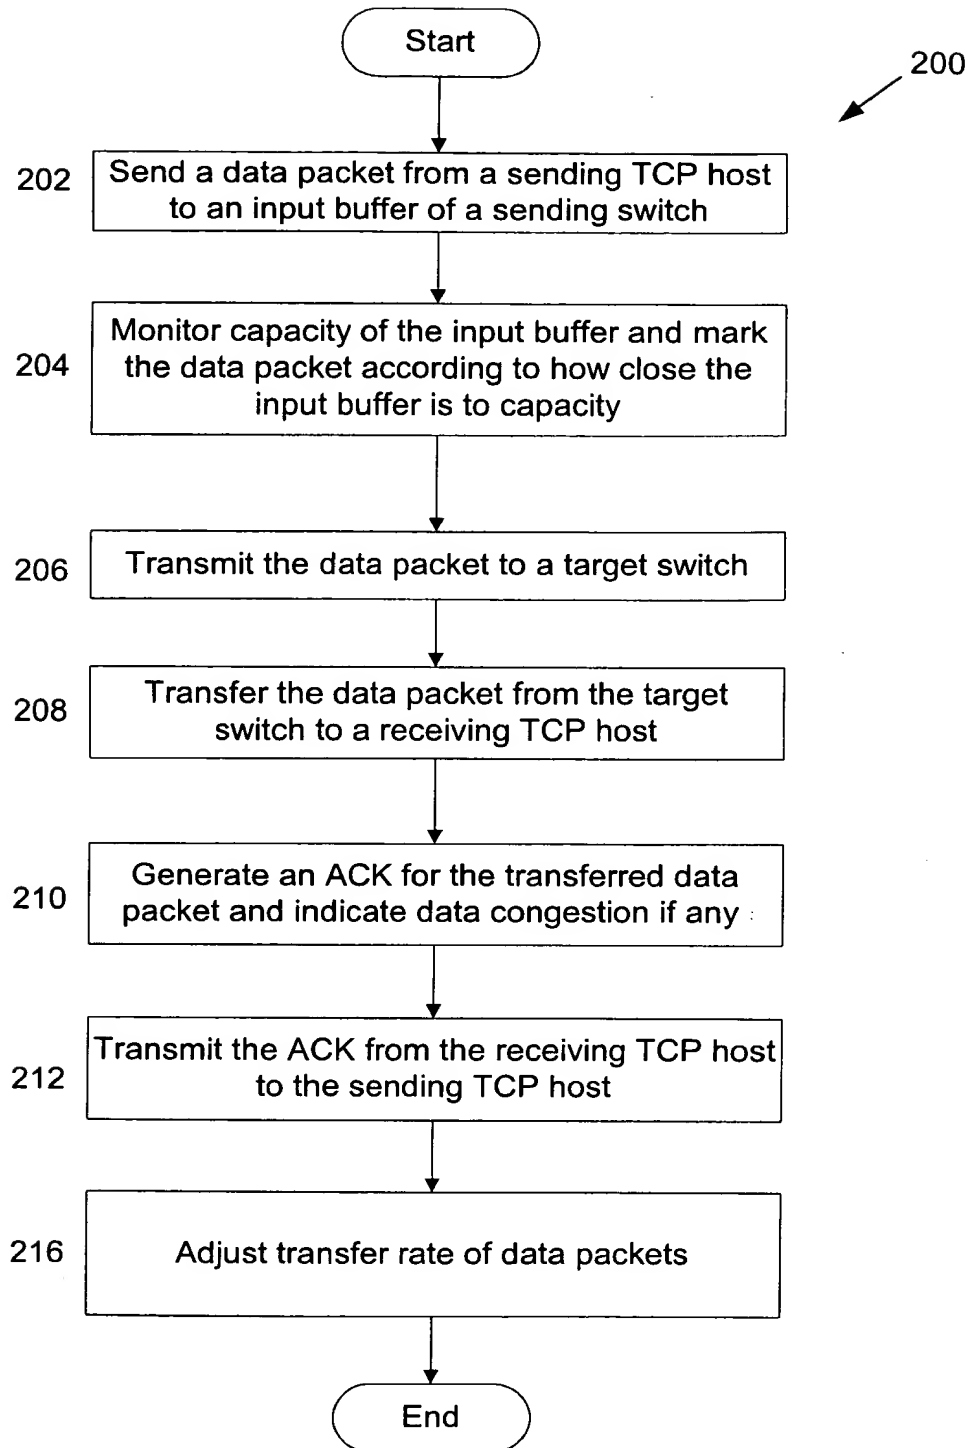 Start
200
202
Send a data packet from a sending TCP host
to an input buffer of a sending switch
204
Monitor capacity of the input buffer and mark
the data packet according to how close the
input buffer is to capacity
206
Transmit the data packet to a target switch
208
Transfer the data packet from the target
switch to a receiving TCP host
210
Generate an ACK for the transferred data
packet and indicate data congestion if any
212
Transmit the ACK from the receiving TCP host
to the sending TCP host
216
Adjust transfer rate of data packets
End